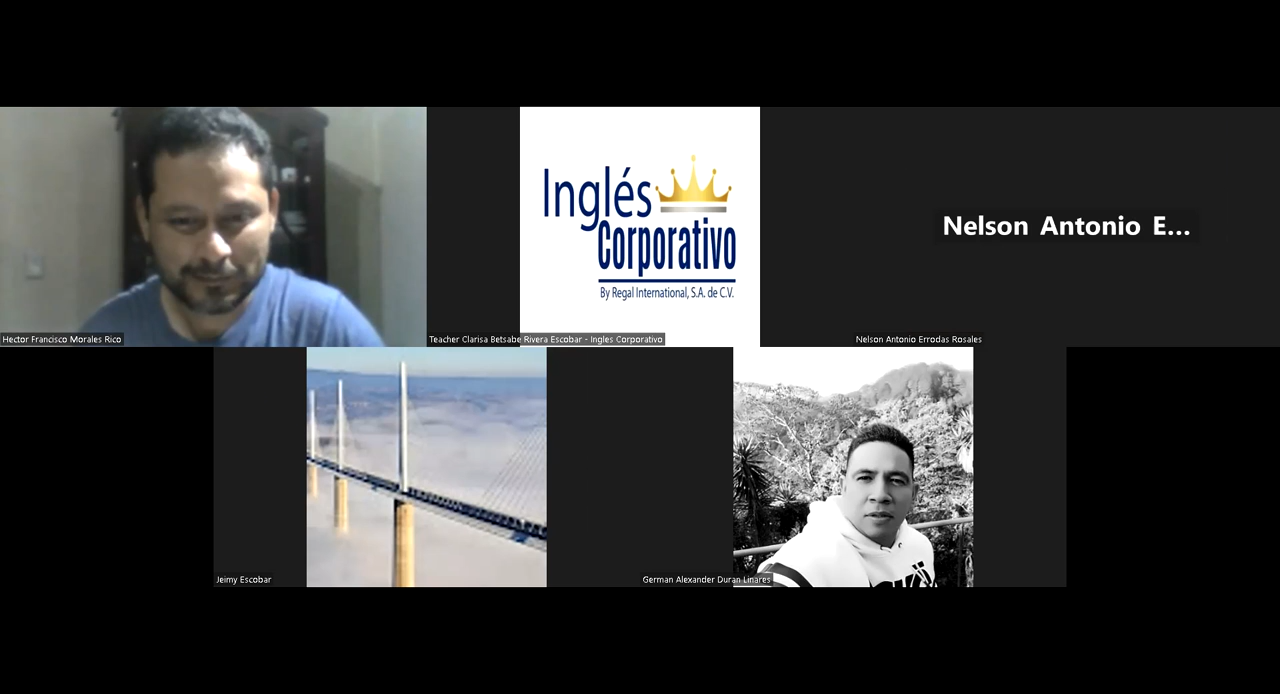 Inglés
Corporativo
By Regal International, S.A. de C.V.
Nelson Antonio E...
Hector Francisco Morales Rico
Teacher Clarisa Betsabe Rivera Escobar - Ingles Corporativo
Nelson Antonio Errodas Rosales
Jeimy Escobar
German Alexander Duran Linares